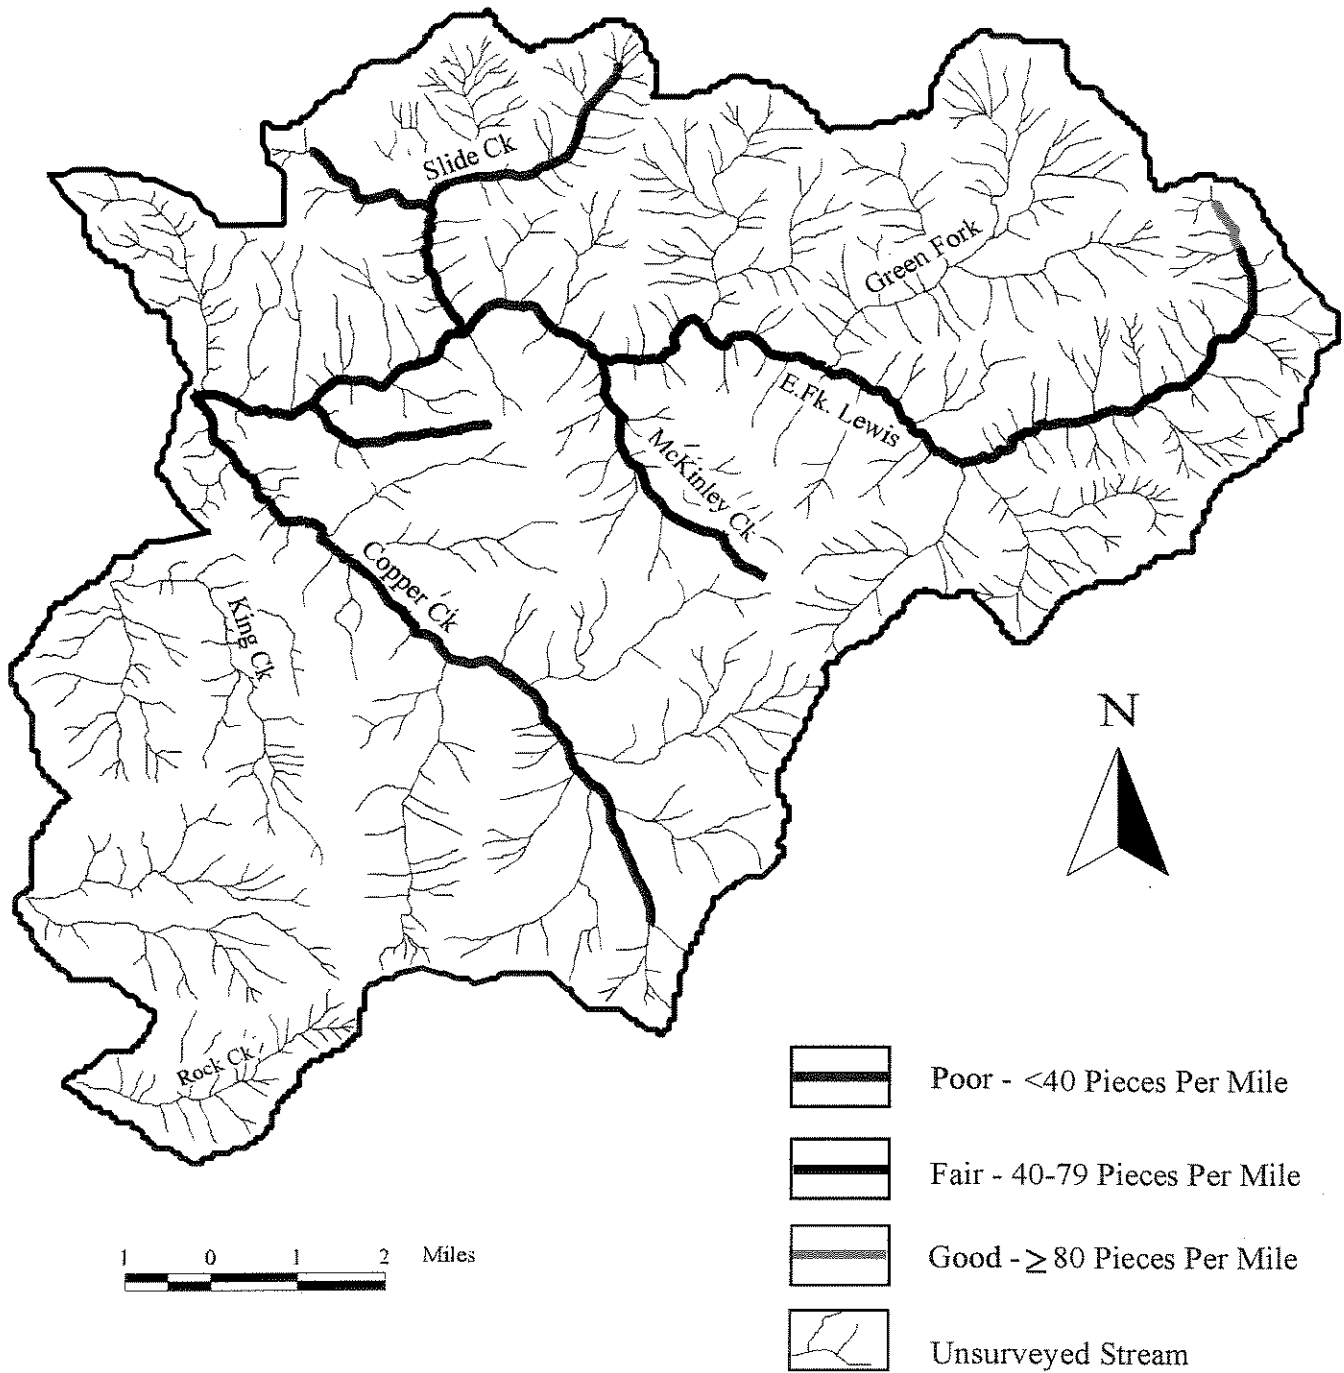 Slide Ck
Green Fork
E.Fk. Lewis
McKinley Ck
Copper Ck
King Ck
N
Rock Ck
Poor - <40 Pieces Per Mile
Fair - 40-79 Pieces Per Mile
Good - ≥ 80 Pieces Per Mile
1 0 1 2 Miles
Unsurveyed Stream